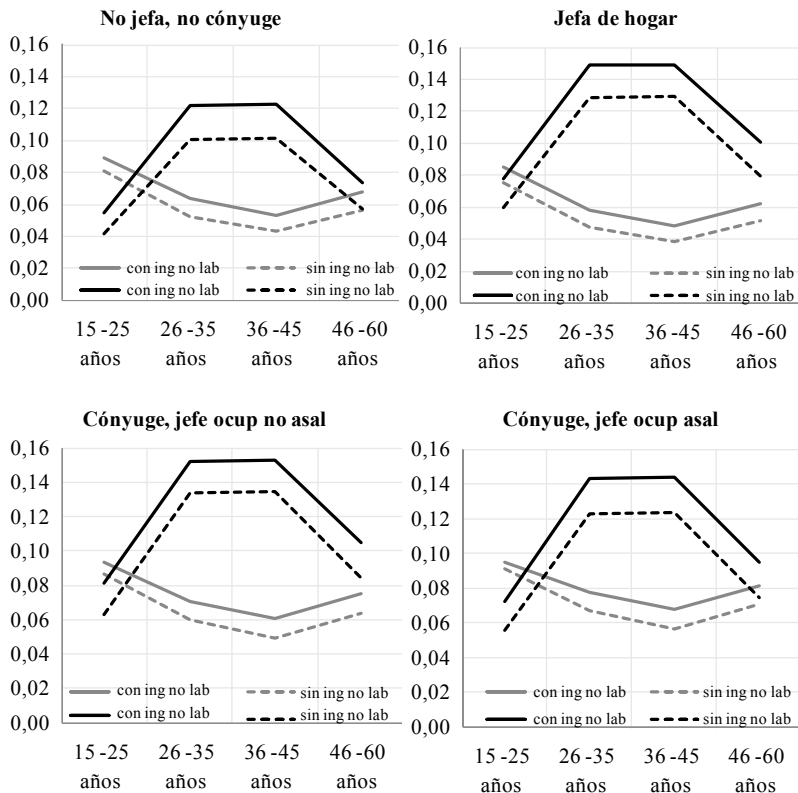 No jefa, no cónyuge
0,16
0,14
0,12
0,10
0,08
0,06
0,04
0,02
0,00
con ing no lab
sin ing no lab
con ing no lab
sin ing no lab
15 -25 años
26 -35 años
36 -45 años
46 -60 años
Jefa de hogar
0,16
0,14
0,12
0,10
0,08
0,06
0,04
0,02
0,00
con ing no lab
sin ing no lab
con ing no lab
sin ing no lab
15 -25 años
26 -35 años
36 -45 años
46 -60 años
Cónyuge, jefe ocup no asal
0,16
0,14
0,12
0,10
0,08
0,06
0,04
0,02
0,00
con ing no lab
sin ing no lab
con ing no lab
sin ing no lab
15 -25 años
26 -35 años
36 -45 años
46 -60 años
Cónyuge, jefe ocup asal
0,16
0,14
0,12
0,10
0,08
0,06
0,04
0,02
0,00
con ing no lab
sin ing no lab
con ing no lab
sin ing no lab
15 -25 años
26 -35 años
36 -45 años
46 -60 años